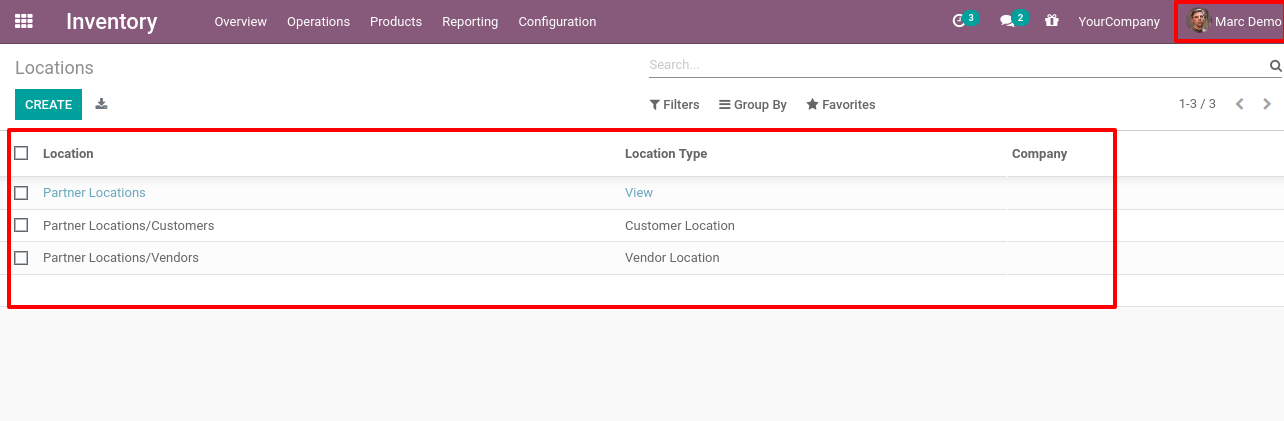 Inventory Overview Operations Products Reporting Configuration 3 2 YourCompany Marc Demo
Locations Search...
CREATE Filters Group By Favorites 1-3 / 3
Location Location Type Company
Partner Locations View
Partner Locations/Customers Customer Location
Partner Locations/Vendors Vendor Location